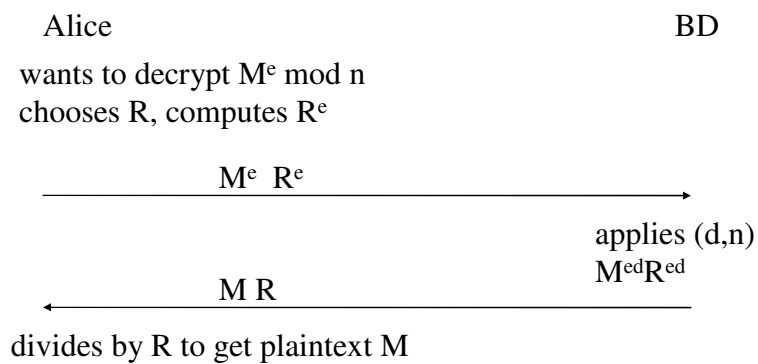 Alice BD
wants to decrypt Mᵉ mod n
chooses R, computes Rᵉ
Mᵉ Rᵉ
applies (d,n)
MᵉᵈRᵉᵈ
M R
divides by R to get plaintext M